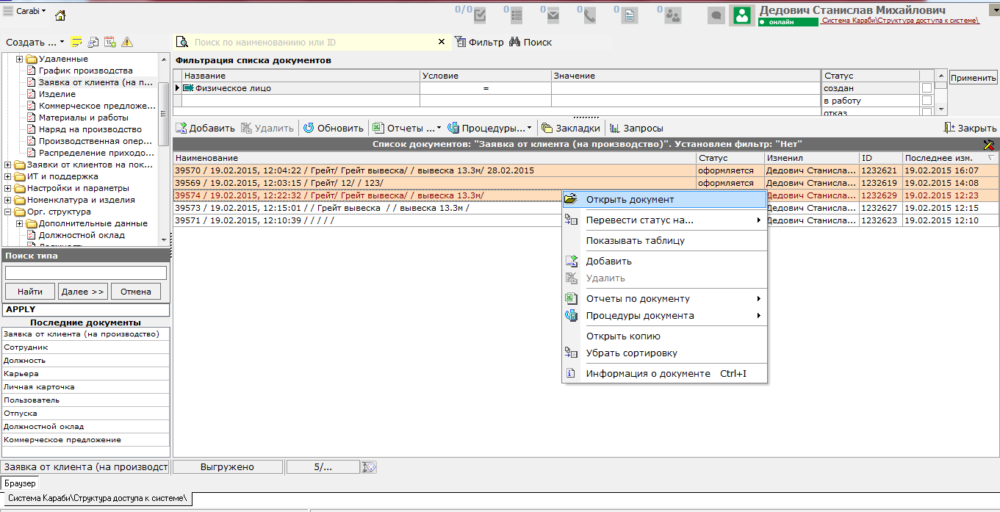 Carabi
0/0 0 0 0 0 0
Дедович Станислав Михайлович
онлайн Система Караби\Структура доступа к системе\
Создать ...
Поиск по наименованию или ID Фильтр Поиск
Фильтрация списка документов
Название Условие Значение Статус Применить
Физическое лицо = создан
в работу
отказ
Удаленные
График производства
Заявка от клиента (на п...
Изделие
Коммерческое предложе...
Материалы и работы
Наряд на производство
Производственная опер...
Распределение приходо...
Заявки от клиентов на пок...
ИТ и поддержка
Настройки и параметры
Номенклатура и изделия
Орг. структура
Дополнительные данные
Должностной оклад
Добавить Удалить Обновить Отчеты ... Процедуры... Закладки Запросы Закрыть
Список документов: "Заявка от клиента (на производство)". Установлен фильтр: "Нет"
Наименование Статус Изменил ID Последнее изм.
39570 / 19.02.2015, 12:04:22 / Грейт/ Грейт вывеска/ / вывеска 13.3м/ 28.02.2015 оформляется Дедович Станисла... 1232621 19.02.2015 16:07
39569 / 19.02.2015, 12:03:15 / Грейт/ 12/ / 123/ оформляется Дедович Станисла... 1232619 19.02.2015 14:08
39574 / 19.02.2015, 12:22:32 / Грейт/ Грейт вывеска/ / вывеска 13.3м/ Дедович Станисла... 1232629 19.02.2015 12:23
39573 / 19.02.2015, 12:15:01 / / Грейт вывеска / / вывеска 13.3м / Дедович Станисла... 1232627 19.02.2015 12:15
39571 / 19.02.2015, 12:10:39 / / / / / Дедович Станисла... 1232623 19.02.2015 12:10
Открыть документ
Перевести статус на...
Показывать таблицу
Добавить
Удалить
Отчеты по документу
Процедуры документа
Открыть копию
Убрать сортировку
Информация о документе Ctrl+I
Поиск типа
Найти Далее >> Отмена
APPLY
Последние документы
Заявка от клиента (на производство)
Сотрудник
Должность
Карьера
Личная карточка
Пользователь
Отпуска
Должностной оклад
Коммерческое предложение
Заявка от клиента (на производст Выгружено 5/...
Браузер
Система Караби\Структура доступа к системе\